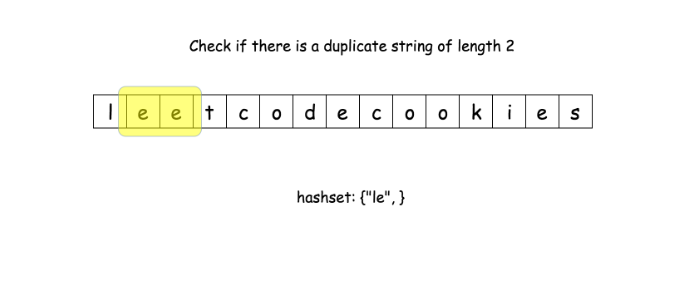 Check if there is a duplicate string of length 2
l e e t c o d e c o o k i e s
hashset: {"le", }